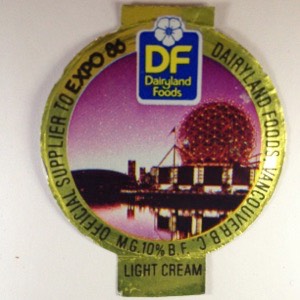 DF
Dairyland
Foods
OFFICIAL SUPPLIER TO EXPO 86
DAIRYLAND FOODS, VANCOUVER B.C.
M.G. 10% B.F.
LIGHT CREAM